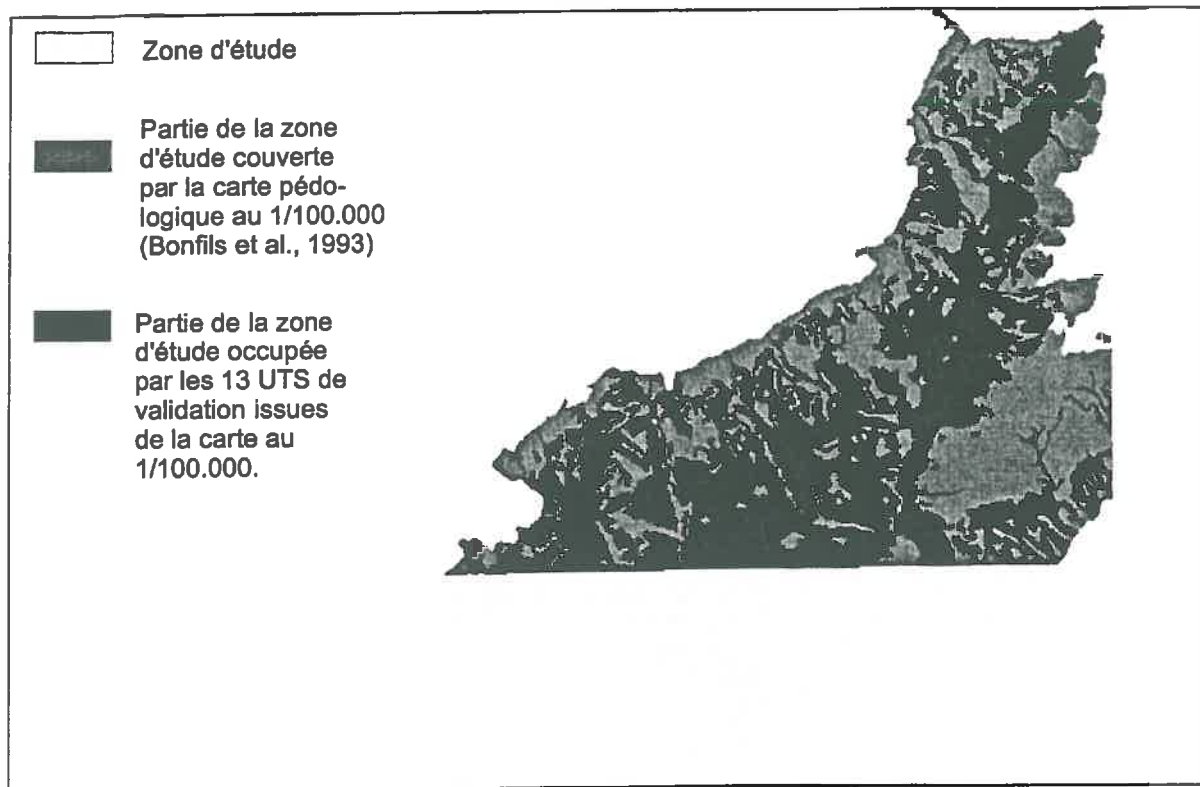 Zone d'étude
Partie de la zone
d'étude couverte
par la carte pédo-
logique au 1/100.000
(Bonfils et al., 1993)
Partie de la zone
d'étude occupée
par les 13 UTS de
validation issues
de la carte au
1/100.000.